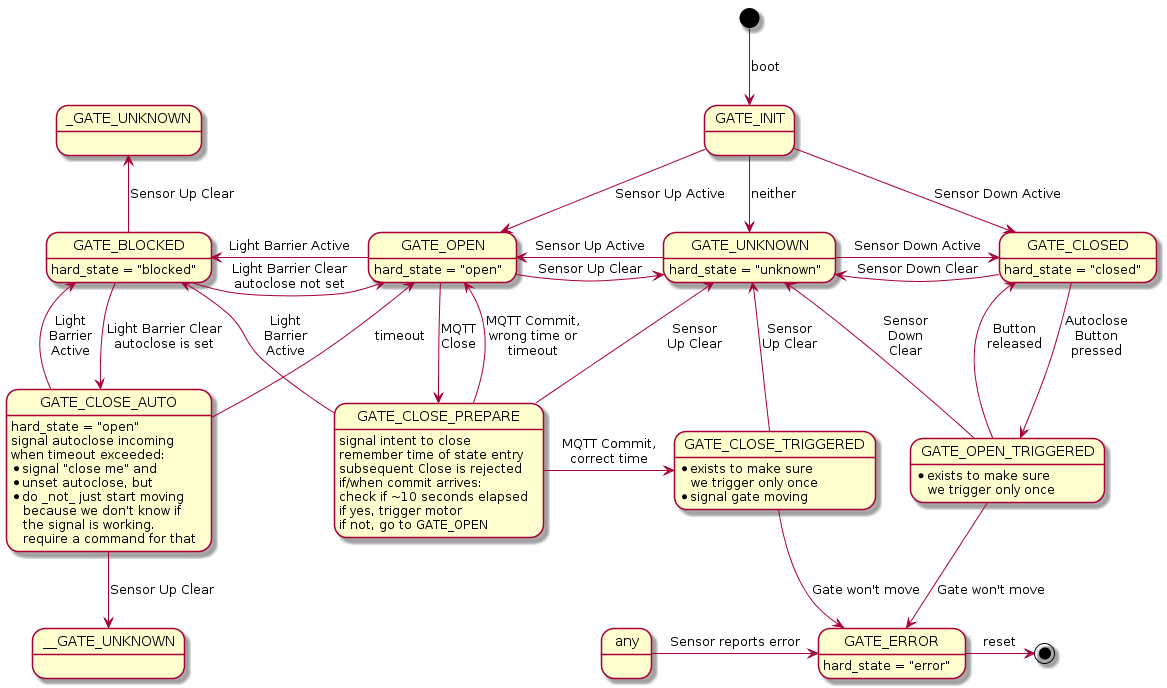 boot
_GATE_UNKNOWN
GATE_INIT
Sensor Up Clear
Sensor Up Active
neither
Sensor Down Active
GATE_BLOCKED
hard_state = "blocked"
Light Barrier Active
Light Barrier Clear
autoclose not set
GATE_OPEN
hard_state = "open"
Sensor Up Active
Sensor Up Clear
GATE_UNKNOWN
hard_state = "unknown"
Sensor Down Active
Sensor Down Clear
GATE_CLOSED
hard_state = "closed"
Light
Barrier
Active
Light Barrier Clear
autoclose is set
Light
Barrier
Active
timeout
MQTT
Close
MQTT Commit,
wrong time or
timeout
Sensor
Up Clear
Sensor
Up Clear
Sensor
Down
Clear
Button
released
Autoclose
Button
pressed
GATE_CLOSE_AUTO
hard_state = "open"
signal autoclose incoming
when timeout exceeded:
• signal "close me" and
• unset autoclose, but
• do _not_ just start moving
because we don't know if
the signal is working.
require a command for that
GATE_CLOSE_PREPARE
signal intent to close
remember time of state entry
subsequent Close is rejected
if/when commit arrives:
check if ~10 seconds elapsed
if yes, trigger motor
if not, go to GATE_OPEN
MQTT Commit,
correct time
GATE_CLOSE_TRIGGERED
• exists to make sure
we trigger only once
• signal gate moving
GATE_OPEN_TRIGGERED
• exists to make sure
we trigger only once
Sensor Up Clear
Gate won't move
Gate won't move
__GATE_UNKNOWN
any
Sensor reports error
GATE_ERROR
hard_state = "error"
reset